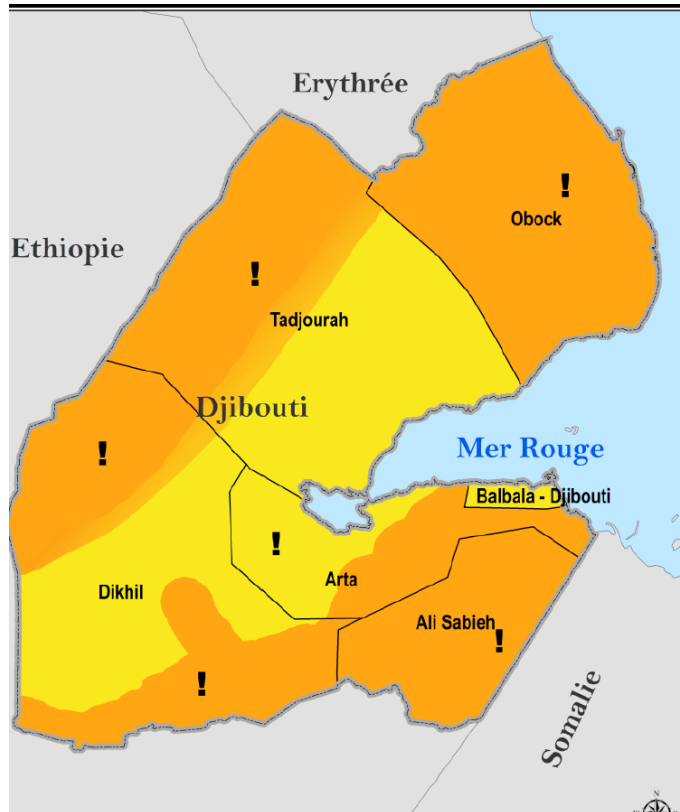 Erythrée
!
Obock
Ethiopie
!
Tadjourah
Djibouti
!
Mer Rouge
Balbala - Djibouti
!
Arta
Dikhil
Ali Sabieh
!
!
Somalie
N